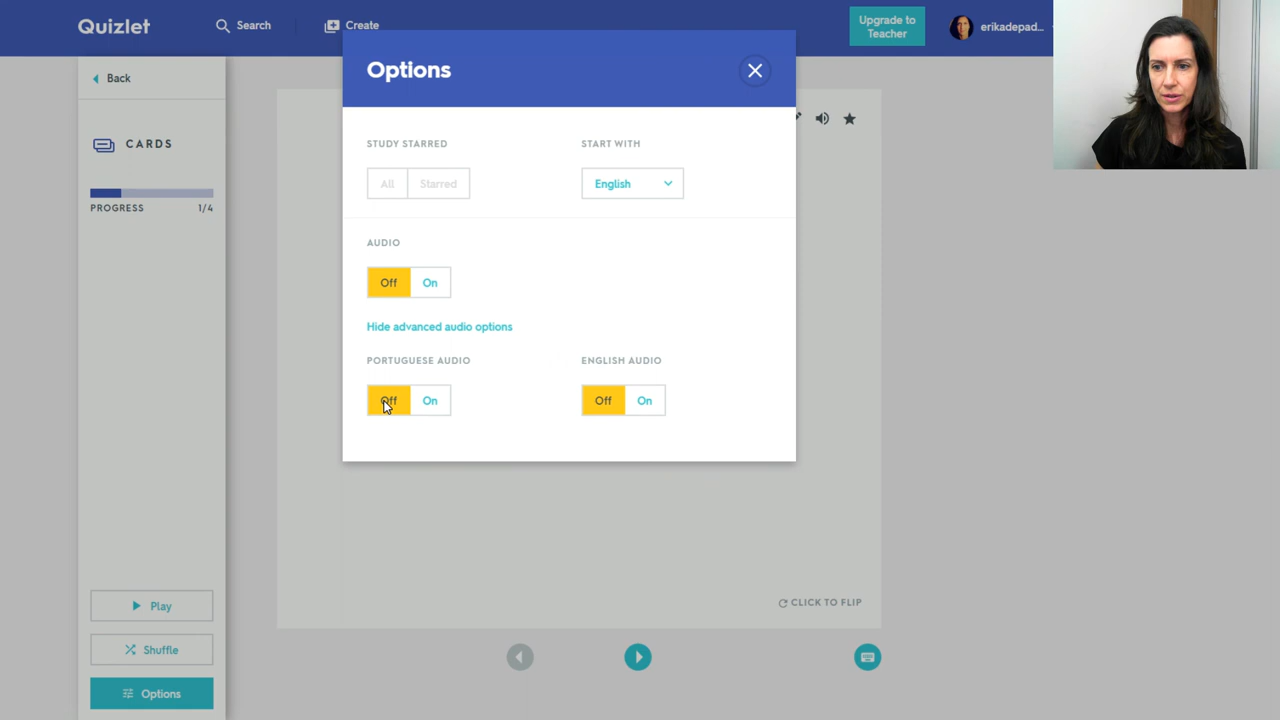 Quizlet
Search
Create
Upgrade to
Teacher
erikadepad...
Back
CARDS
PROGRESS 1/4
Play
Shuffle
Options
Options
STUDY STARRED
START WITH
All Starred
English
AUDIO
Off On
Hide advanced audio options
PORTUGUESE AUDIO
ENGLISH AUDIO
Off On
Off On
CLICK TO FLIP